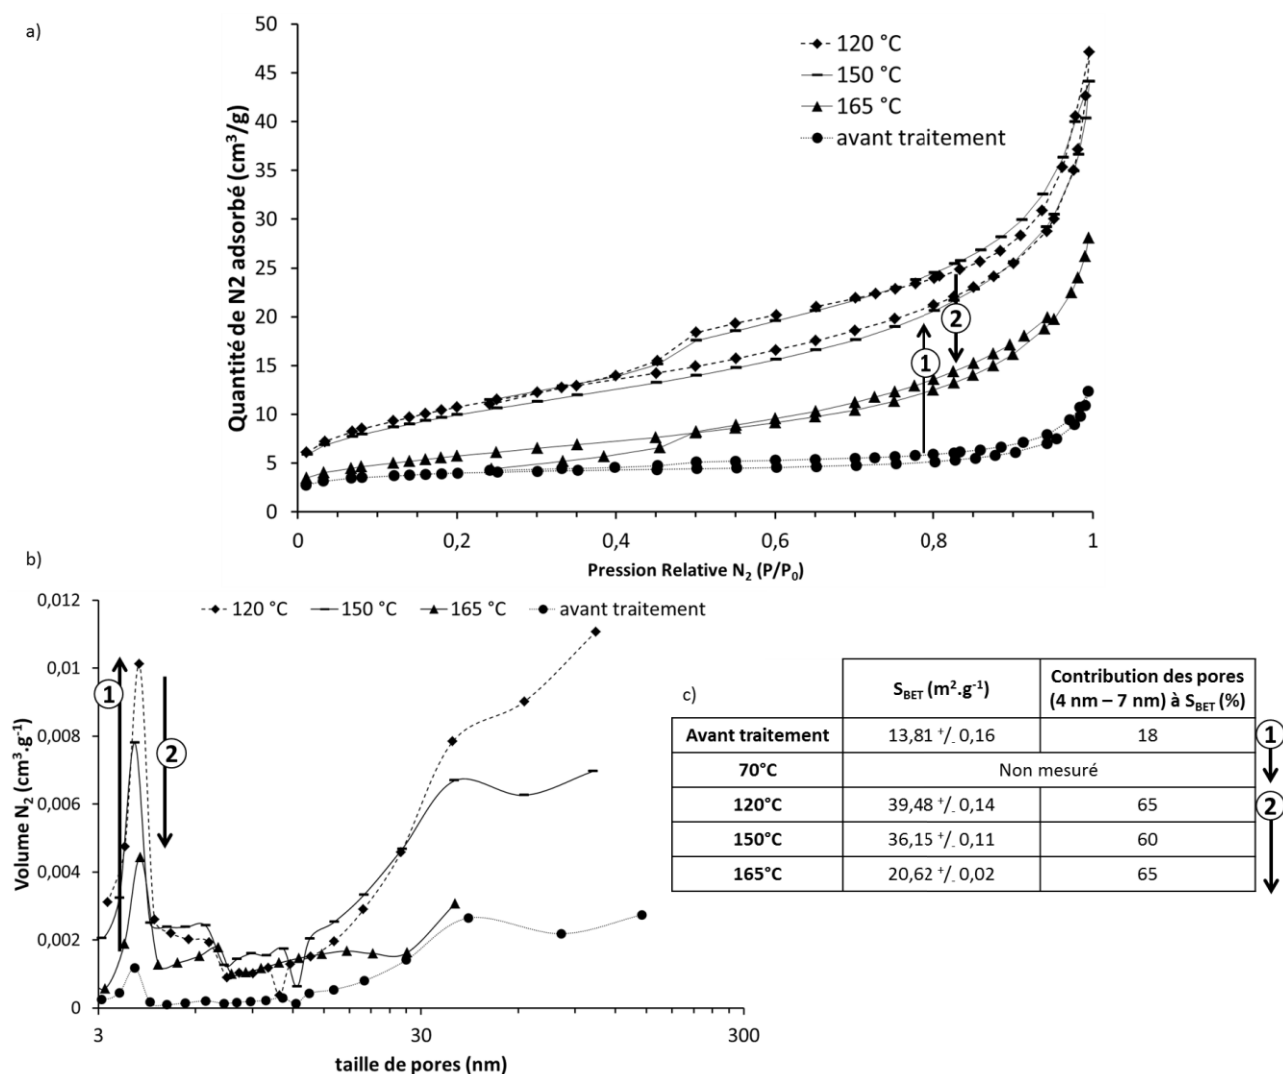 a)
Quantité de N2 adsorbé (cm³/g)
50
45
40
35
30
25
20
15
10
5
0
120 °C
150 °C
165 °C
avant traitement
2
1
0 0,2 0,4 0,6 0,8 1
Pression Relative N₂ (P/P₀)
b)
120 °C 150 °C 165 °C avant traitement
Volume N₂ (cm³.g⁻¹)
0,012
0,01
0,008
0,006
0,004
0,002
0
1
2
3 30 300
taille de pores (nm)
c)
S_BET (m².g⁻¹) Contribution des pores
(4 nm – 7 nm) à S_BET (%)
Avant traitement 13,81 ⁺/₋ 0,16 18 1
70°C Non mesuré
120°C 39,48 ⁺/₋ 0,14 65 2
150°C 36,15 ⁺/₋ 0,11 60
165°C 20,62 ⁺/₋ 0,02 65